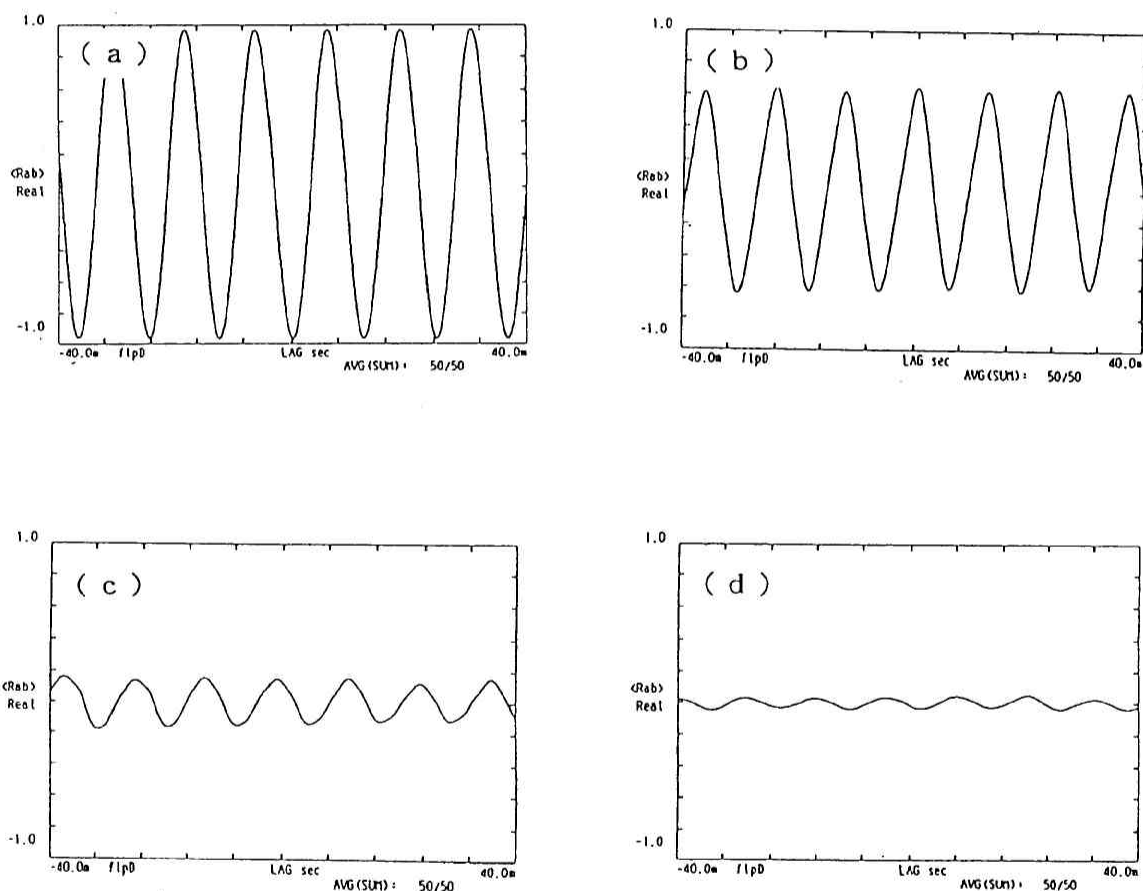 1.0
( a )
<Rab>
Real
-1.0
-40.0m flpD LAG sec 40.0m
AVG(SUM): 50/50
1.0
( b )
<Rab>
Real
-1.0
-40.0m flpD LAG sec 40.0m
AVG(SUM): 50/50
1.0
( c )
<Rab>
Real
-1.0
-40.0m flpD LAG sec 40.0m
AVG(SUM): 50/50
1.0
( d )
<Rab>
Real
-1.0
-40.0m flpD LAG sec 40.0m
AVG(SUM): 50/50